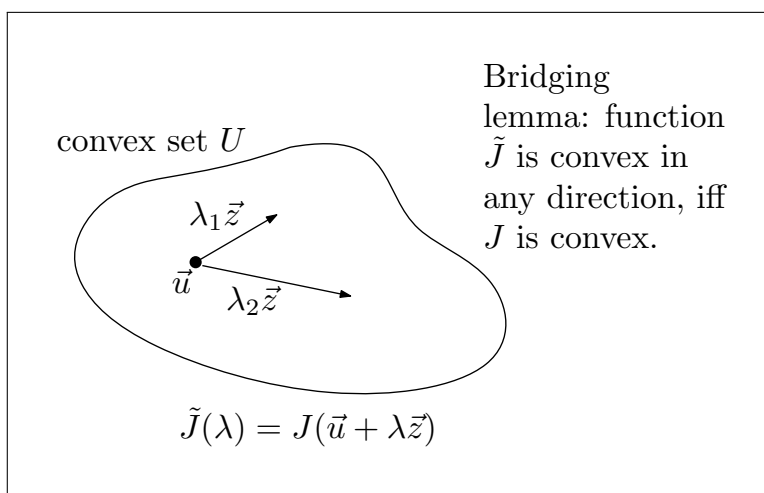 Bridging
lemma: function
J̃ is convex in
any direction, iff
J is convex.
convex set U
λ₁z⃗
u⃗
λ₂z⃗
J̃(λ) = J(u⃗ + λz⃗)